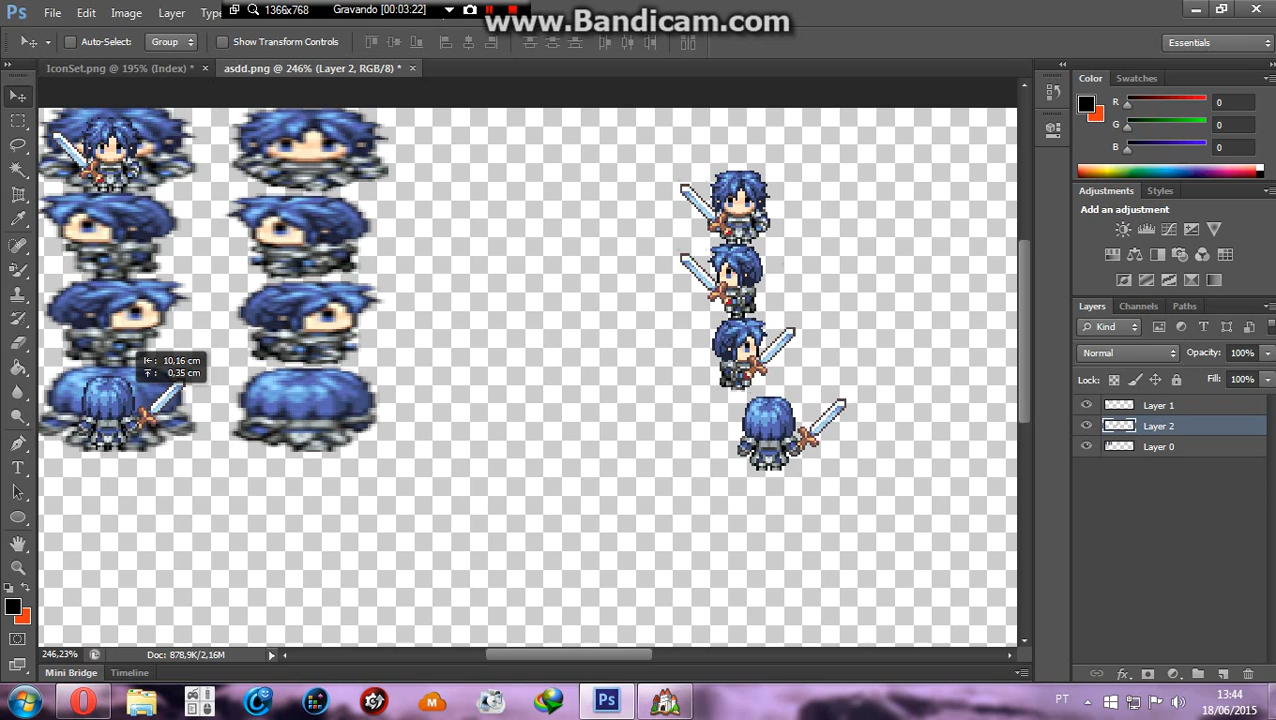 Ps File Edit Image Layer Typ 1366x768 Gravando [00:03:22]
www.Bandicam.com
Auto-Select: Group Show Transform Controls Essentials
IconSet.png @ 195% (Index) * × asdd.png @ 246% (Layer 2, RGB/8) * ×
Color Swatches
R 0
G 0
B 0
Adjustments Styles
Add an adjustment
Layers Channels Paths
Kind
Normal Opacity: 100%
Lock: Fill: 100%
Layer 1
Layer 2
Layer 0
10,16 cm
0,35 cm
246,23% Doc: 878,9K/2,16M
Mini Bridge Timeline
Ps PT 13:44
18/06/2015